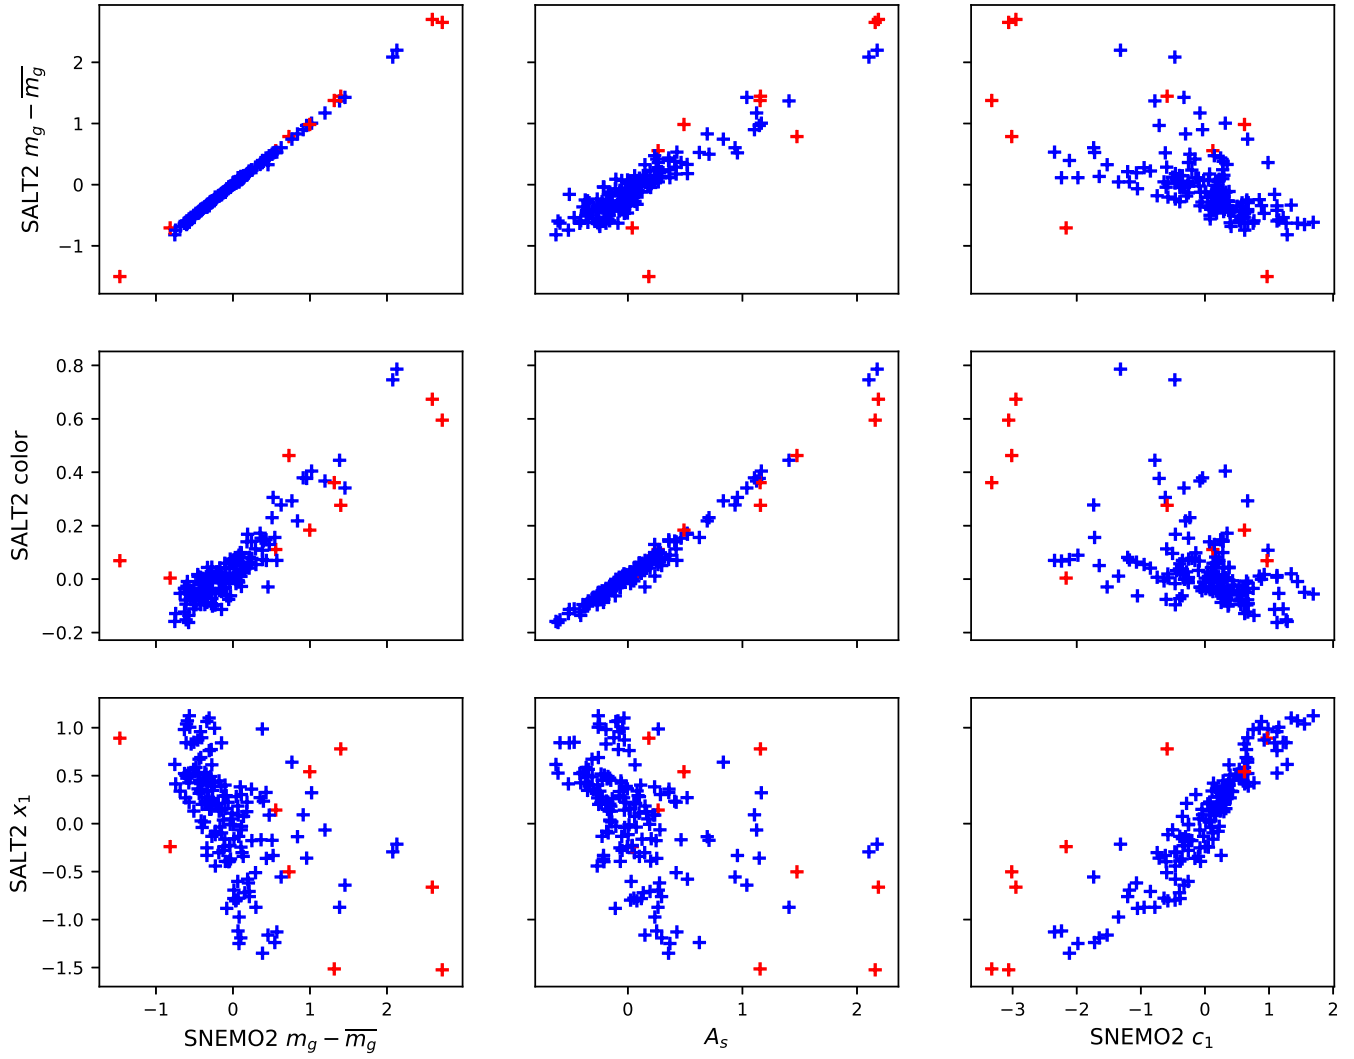 SALT2 m_g − \overline{m_g}
2
1
0
−1
SALT2 color
0.8
0.6
0.4
0.2
0.0
−0.2
SALT2 x_1
1.0
0.5
0.0
−0.5
−1.0
−1.5
−1 0 1 2
SNEMO2 m_g − \overline{m_g}
0 1 2
A_s
−3 −2 −1 0 1 2
SNEMO2 c_1